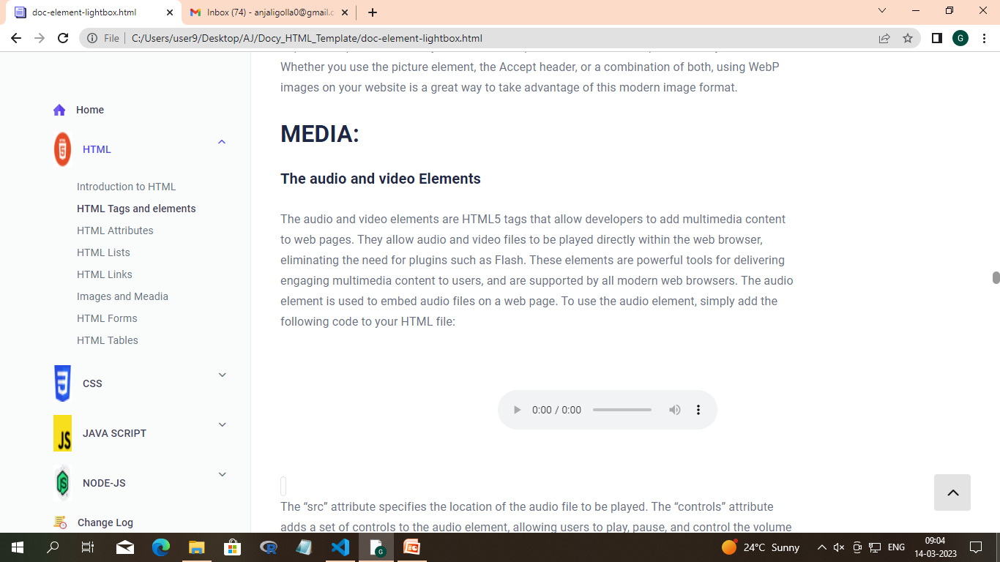 doc-element-lightbox.html
Inbox (74) - anjaligolla0@gmail.c
File
C:/Users/user9/Desktop/AJ/Docy_HTML_Template/doc-element-lightbox.html
G
Whether you use the picture element, the Accept header, or a combination of both, using WebP
images on your website is a great way to take advantage of this modern image format.
Home
HTML
Introduction to HTML
HTML Tags and elements
HTML Attributes
HTML Lists
HTML Links
Images and Meadia
HTML Forms
HTML Tables
CSS
JS
JAVA SCRIPT
NODE-JS
Change Log
MEDIA:
The audio and video Elements
The audio and video elements are HTML5 tags that allow developers to add multimedia content
to web pages. They allow audio and video files to be played directly within the web browser,
eliminating the need for plugins such as Flash. These elements are powerful tools for delivering
engaging multimedia content to users, and are supported by all modern web browsers. The audio
element is used to embed audio files on a web page. To use the audio element, simply add the
following code to your HTML file:
0:00 / 0:00
The “src” attribute specifies the location of the audio file to be played. The “controls” attribute
adds a set of controls to the audio element, allowing users to play, pause, and control the volume
24°C Sunny
ENG
09:04
14-03-2023